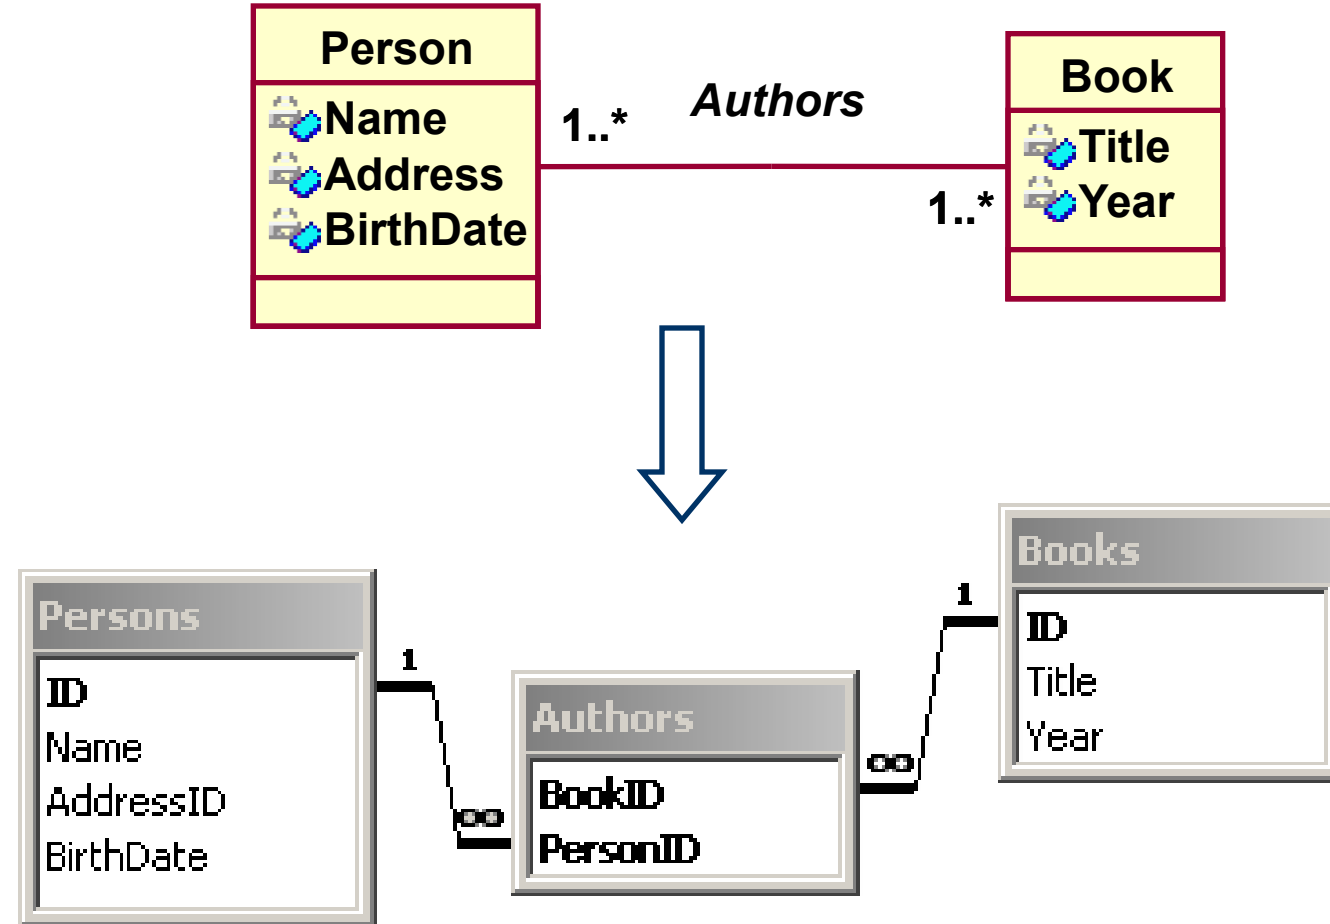 Person
Name
Address
BirthDate
1..*
Authors
1..*
Book
Title
Year
Persons
ID
Name
AddressID
BirthDate
1
∞
Authors
BookID
PersonID
∞
1
Books
ID
Title
Year